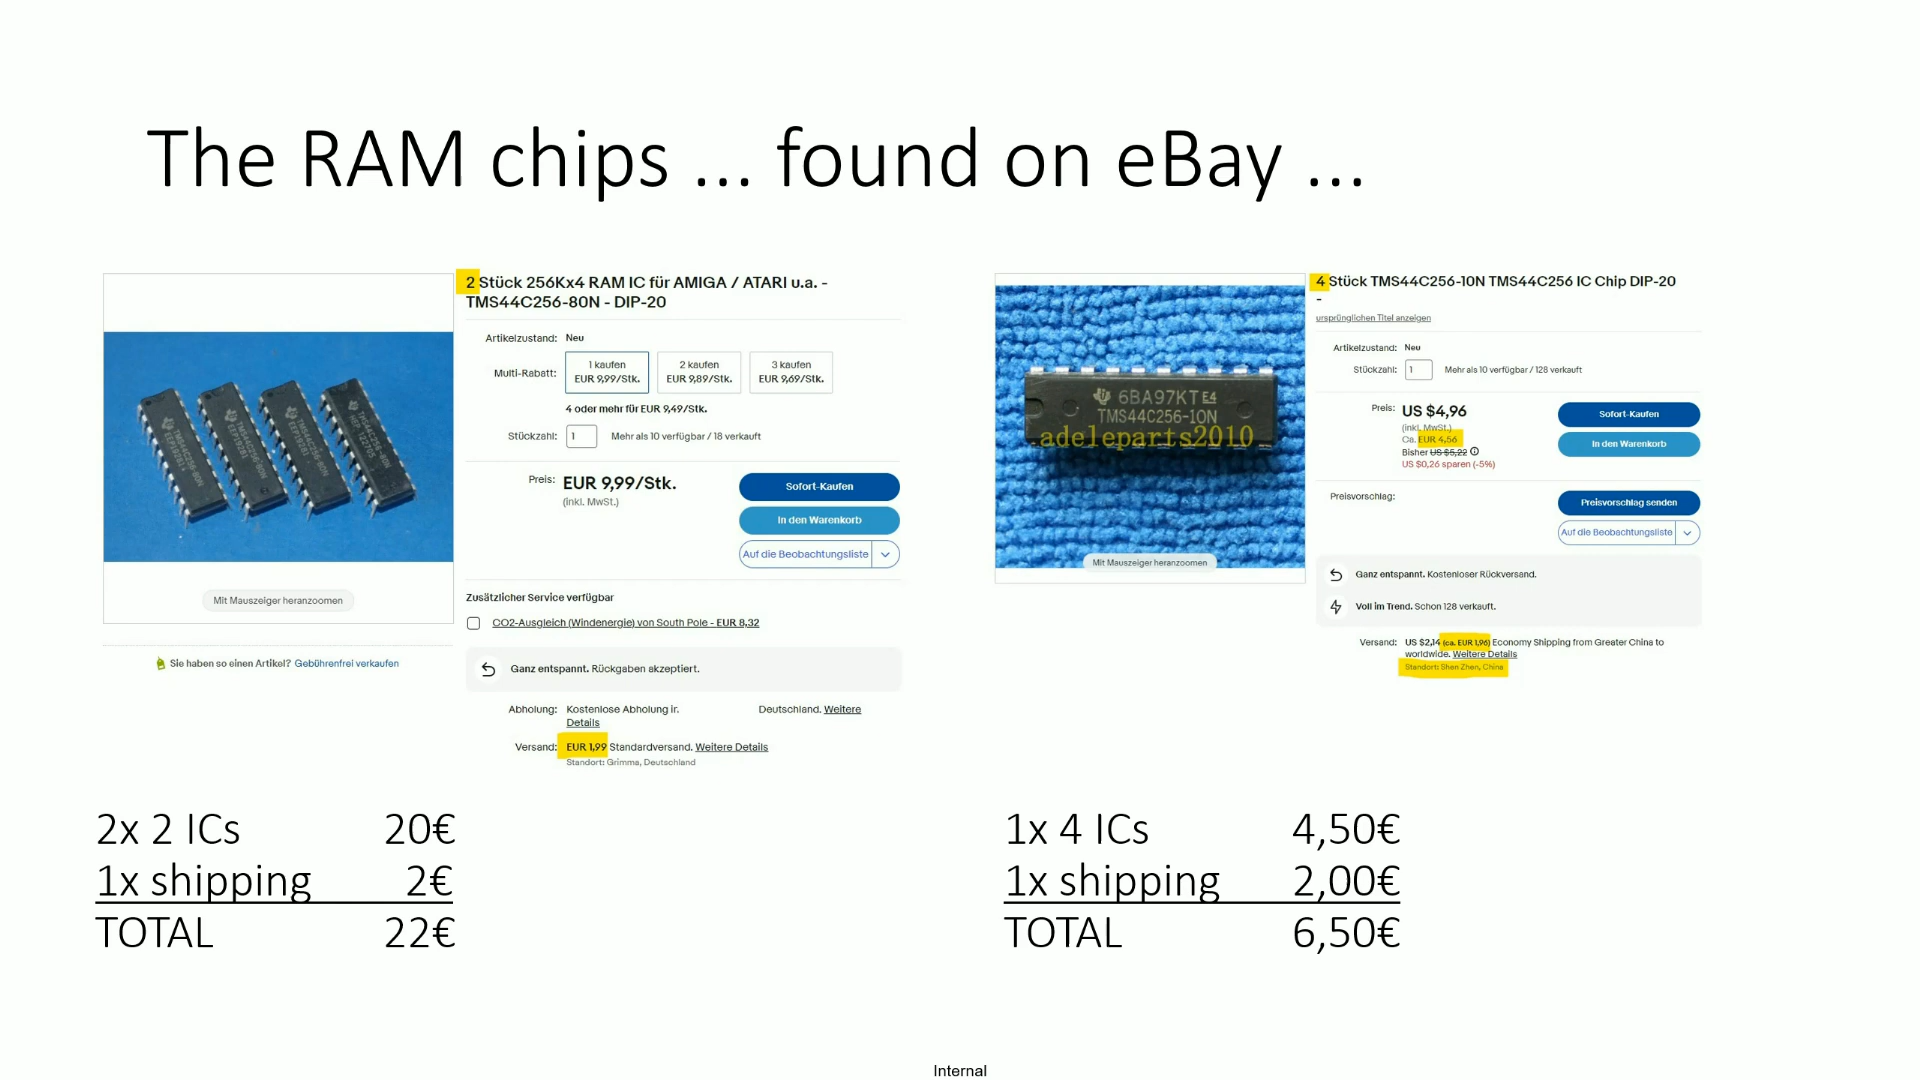 The RAM chips ... found on eBay ...
2 Stück 256Kx4 RAM IC für AMIGA / ATARI u.a. -
TMS44C256-80N - DIP-20
Artikelzustand: Neu
Multi-Rabatt:
1 kaufen
EUR 9,99/Stk.
2 kaufen
EUR 9,89/Stk.
3 kaufen
EUR 9,69/Stk.
4 oder mehr für EUR 9,49/Stk.
Stückzahl: 1 Mehr als 10 verfügbar / 18 verkauft
Preis: EUR 9,99/Stk.
(inkl. MwSt.)
Sofort-Kaufen
In den Warenkorb
Auf die Beobachtungsliste
Mit Mauszeiger heranzoomen
Sie haben so einen Artikel? Gebührenfrei verkaufen
Zusätzlicher Service verfügbar
CO2-Ausgleich (Windenergie) von South Pole - EUR 8,32
Ganz entspannt. Rückgaben akzeptiert.
Abholung: Kostenlose Abholung ir. Deutschland. Weitere
Details
Versand: EUR 1,99 Standardversand. Weitere Details
Standort: Grimma, Deutschland
2x 2 ICs 20€
1x shipping 2€
TOTAL 22€
6BA97KT E4
TMS44C256-10N
adeleparts2010
Mit Mauszeiger heranzoomen
4 Stück TMS44C256-10N TMS44C256 IC Chip DIP-20
-
ursprünglichen Titel anzeigen
Artikelzustand: Neu
Stückzahl: 1 Mehr als 10 verfügbar / 128 verkauft
Preis: US $4,96
(inkl. MwSt.)
Ca. EUR 4,56
Bisher US $5,22
US $0,26 sparen (-5%)
Sofort-Kaufen
In den Warenkorb
Preisvorschlag:
Preisvorschlag senden
Auf die Beobachtungsliste
Ganz entspannt. Kostenloser Rückversand.
Voll im Trend. Schon 128 verkauft.
Versand: US $2,14 (ca. EUR 1,96) Economy Shipping from Greater China to
worldwide. Weitere Details
Standort: Shen Zhen, China
1x 4 ICs 4,50€
1x shipping 2,00€
TOTAL 6,50€
Internal